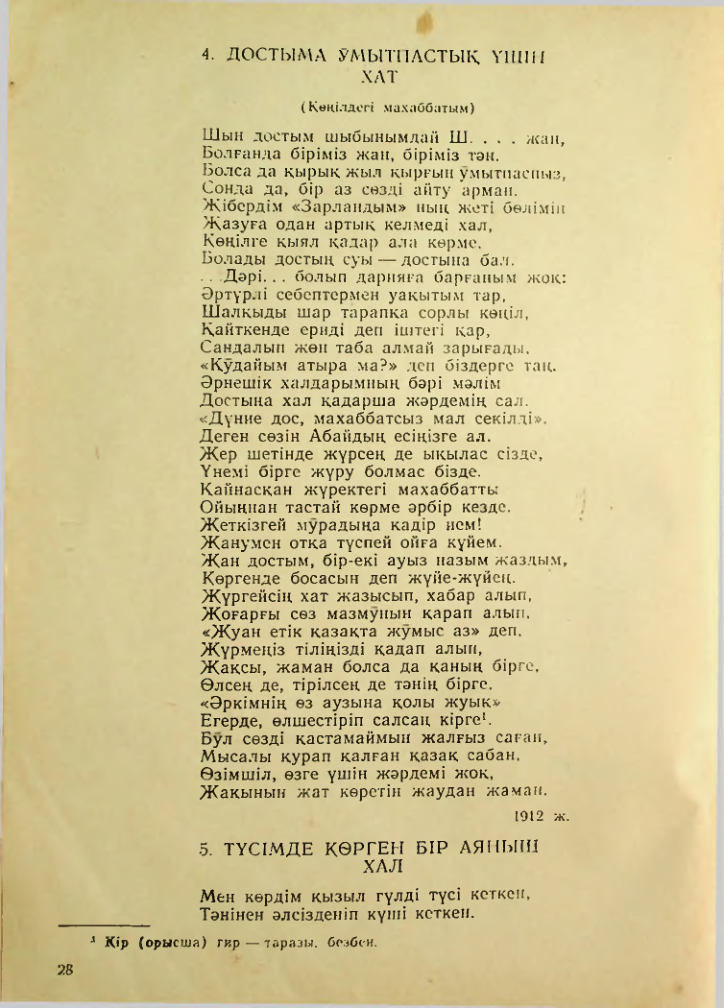 4. ДОСТЫМА ҰМЫТПАСТЫҚ ҮШІН
ХАТ
(Көңілдегі махаббатым)
Шын достым шыбынымдай Ш. . . . жан,
Болғанда біріміз жан, біріміз тән.
Болса да қырық жыл қырғын ұмытпаспыз,
Сонда да, бір аз сөзді айту арман.
Жібердім «Зарландым» ның жеті бөлімін
Жазуға одан артық келмеді хал,
Көңілге қыял қадар ала көрме,
Болады достың суы — достына бал.
. . .Дәрі. . . болып дарияға барғаным жоқ:
Әртүрлі себептермен уақытым тар,
Шалқыды шар тарапқа сорлы көңіл,
Қайткенде ериді деп іштегі қар,
Сандалып жөн таба алмай зарығады.
«Құдайым атыра ма?» деп біздерге таң.
Әрнешік халдарымның бәрі мәлім
Достыңа хал қадарша жәрдемің сал.
«Дүние дос, махаббатсыз мал секілді».
Деген сөзін Абайдың есіңізге ал.
Жер шетінде жүрсең де ықылас сізде,
Үнемі бірге жүру болмас бізде.
Қайнасқан жүректегі махаббатты
Ойыңнан тастай көрме әрбір кезде.
Жеткізгей мұрадыңа қадір ием!
Жанумен отқа түспей ойға күйем.
Жан достым, бір-екі ауыз назым жаздым,
Көргенде босасын деп жүйе-жүйең.
Жүргейсің хат жазысып, хабар алып,
Жоғарғы сөз мазмұнын қарап алып,
«Жуан етік қазақта жұмыс аз» деп,
Жүрмеңіз тіліңізді қадап алып,
Жақсы, жаман болса да қаның бірге,
Өлсең де, тірілсең де тәнің бірге.
«Әркімнің өз аузына қолы жуық»
Егерде, өлшестіріп салсаң кірге¹.
Бұл сөзді қастамаймын жалғыз саған,
Мысалы құрап қалған қазақ сабан,
Өзімшіл, өзге үшін жәрдемі жоқ,
Жақынын жат көретін жаудан жаман.
1912 ж.
5. ТҮСІМДЕ КӨРГЕН БІР АЯНЫШ
ХАЛ
Мен көрдім қызыл гүлді түсі кеткен,
Тәнінен әлсізденіп күші кеткен.
¹ Кір (орысша) гир — таразы, безбен.
28